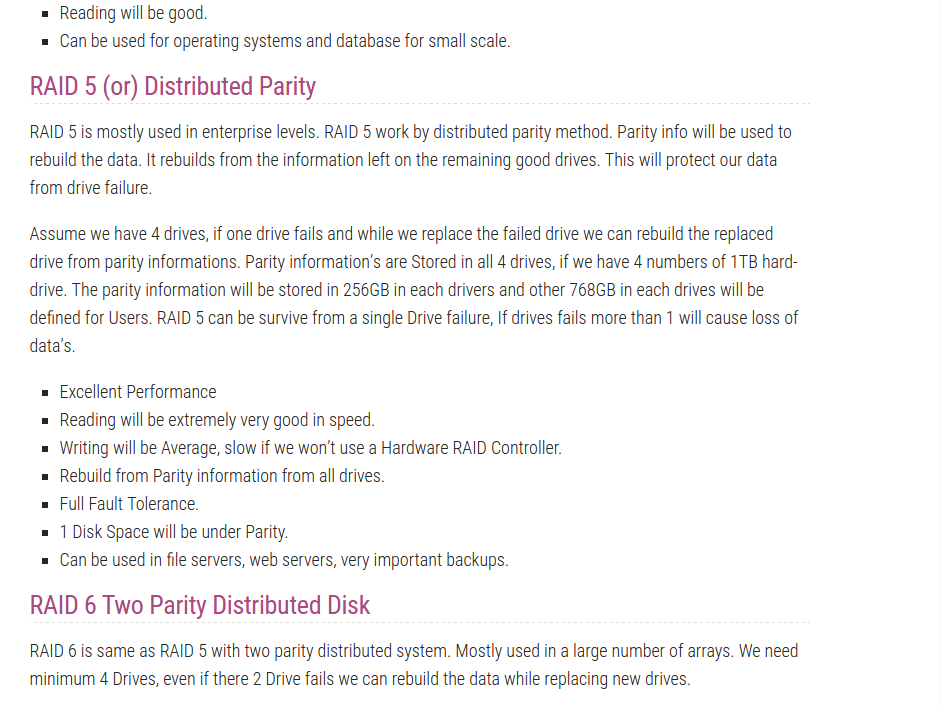 Reading will be good.
Can be used for operating systems and database for small scale.
RAID 5 (or) Distributed Parity
RAID 5 is mostly used in enterprise levels. RAID 5 work by distributed parity method. Parity info will be used to
rebuild the data. It rebuilds from the information left on the remaining good drives. This will protect our data
from drive failure.
Assume we have 4 drives, if one drive fails and while we replace the failed drive we can rebuild the replaced
drive from parity informations. Parity information's are Stored in all 4 drives, if we have 4 numbers of 1TB hard-
drive. The parity information will be stored in 256GB in each drivers and other 768GB in each drives will be
defined for Users. RAID 5 can be survive from a single Drive failure, If drives fails more than 1 will cause loss of
data's.
Excellent Performance
Reading will be extremely very good in speed.
Writing will be Average, slow if we won't use a Hardware RAID Controller.
Rebuild from Parity information from all drives.
Full Fault Tolerance.
1 Disk Space will be under Parity.
Can be used in file servers, web servers, very important backups.
RAID 6 Two Parity Distributed Disk
RAID 6 is same as RAID 5 with two parity distributed system. Mostly used in a large number of arrays. We need
minimum 4 Drives, even if there 2 Drive fails we can rebuild the data while replacing new drives.